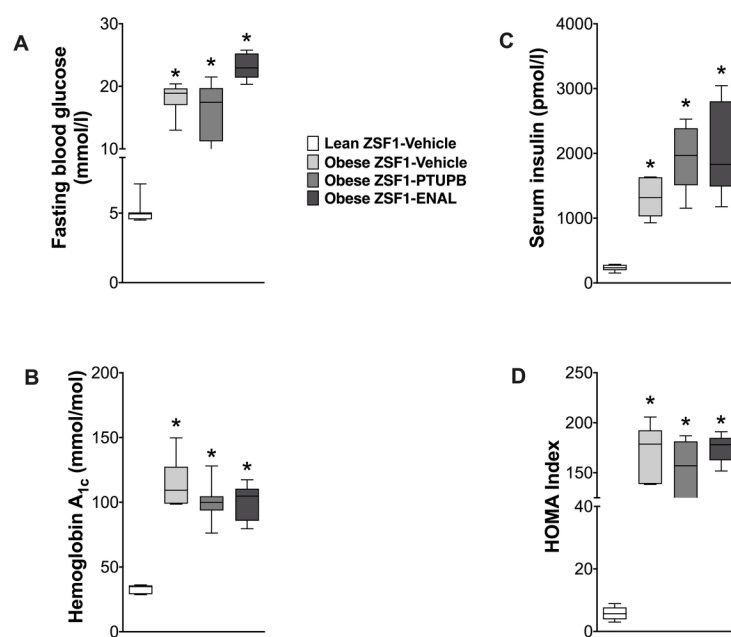 A
Fasting blood glucose
(mmol/l)
30
20
10
5
0
*
*
*
Lean ZSF1-Vehicle
Obese ZSF1-Vehicle
Obese ZSF1-PTUPB
Obese ZSF1-ENAL
C
Serum insulin (pmol/l)
4000
3000
2000
1000
0
*
*
*
B
Hemoglobin A1c (mmol/mol)
200
150
100
50
0
*
*
*
D
HOMA Index
250
200
150
40
20
0
*
*
*